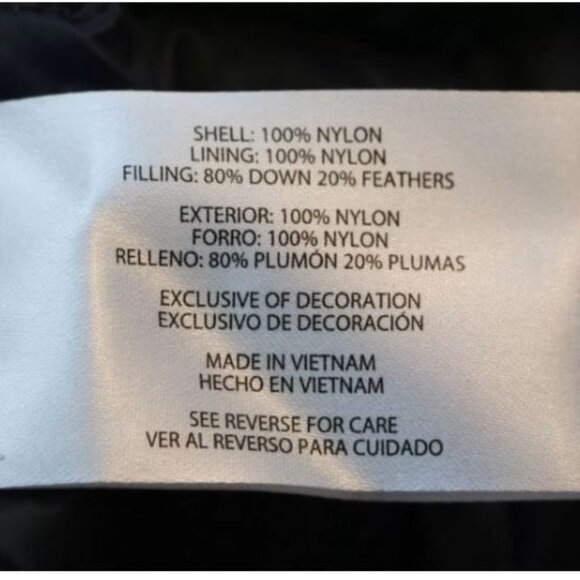 SHELL: 100% NYLON
LINING: 100% NYLON
FILLING: 80% DOWN 20% FEATHERS
EXTERIOR: 100% NYLON
FORRO: 100% NYLON
RELLENO: 80% PLUMÓN 20% PLUMAS
EXCLUSIVE OF DECORATION
EXCLUSIVO DE DECORACIÓN
MADE IN VIETNAM
HECHO EN VIETNAM
SEE REVERSE FOR CARE
VER AL REVERSO PARA CUIDADO